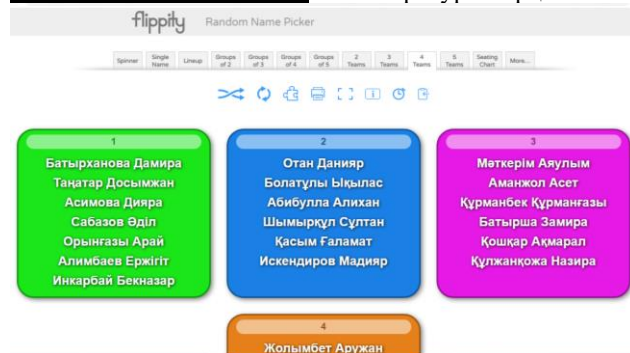 flippity Random Name Picker
Spinner Single Name Lineup Groups of 2 Groups of 3 Groups of 4 Groups of 5 2 Teams 3 Teams 4 Teams 5 Teams Seating Chart More...
1
Батырханова Дамира
Таңатар Досымжан
Асимова Дияра
Сабазов Әділ
Орынғазы Арай
Алимбаев Ержігіт
Инкарбай Бекназар
2
Отан Данияр
Болатұлы Ықылас
Абибулла Алихан
Шымырқұл Сұлтан
Қасым Ғаламат
Искендиров Мадияр
3
Мәткерім Аяулым
Аманжол Асет
Құрманбек Құрманғазы
Батырша Замира
Қошқар Ақмарал
Құлжанқожа Назира
4
Жолымбет Аружан